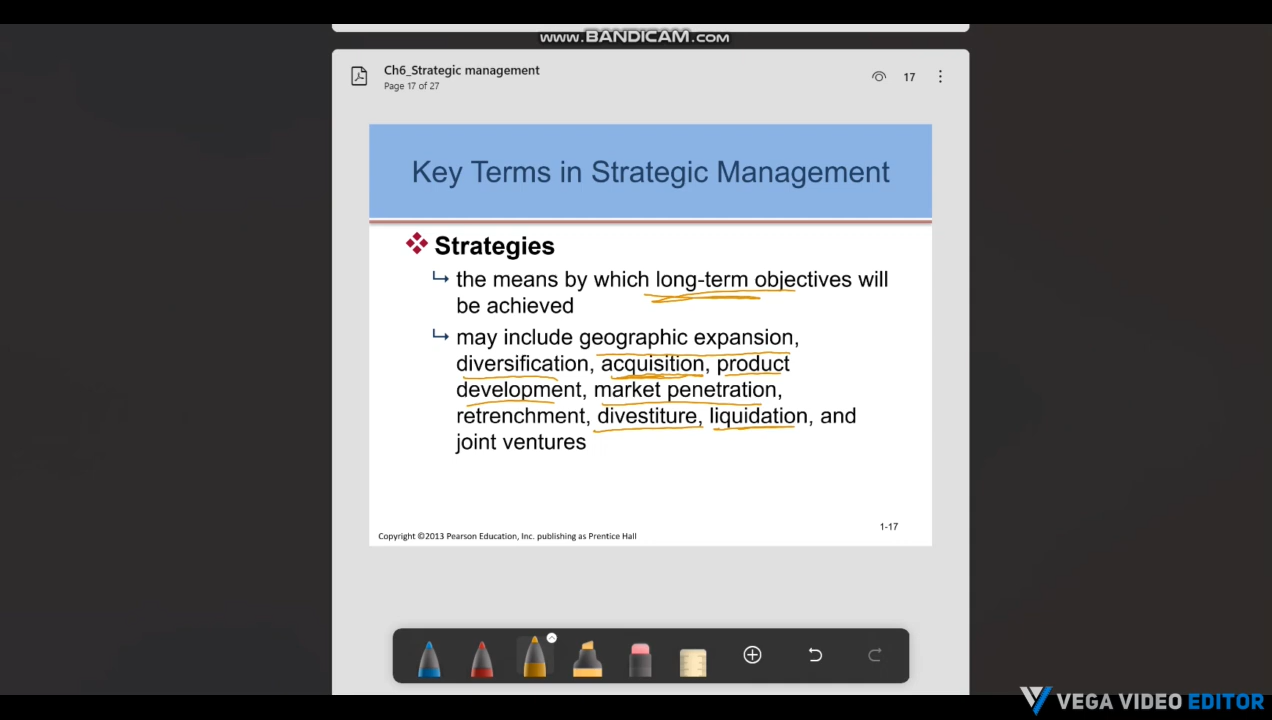 www.BANDICAM.com
Ch6_Strategic management
17
Page 17 of 27
Key Terms in Strategic Management
Strategies
the means by which long-term objectives will
be achieved
may include geographic expansion,
diversification, acquisition, product
development, market penetration,
retrenchment, divestiture, liquidation, and
joint ventures
1-17
Copyright ©2013 Pearson Education, Inc. publishing as Prentice Hall
VEGA VIDEO EDITOR